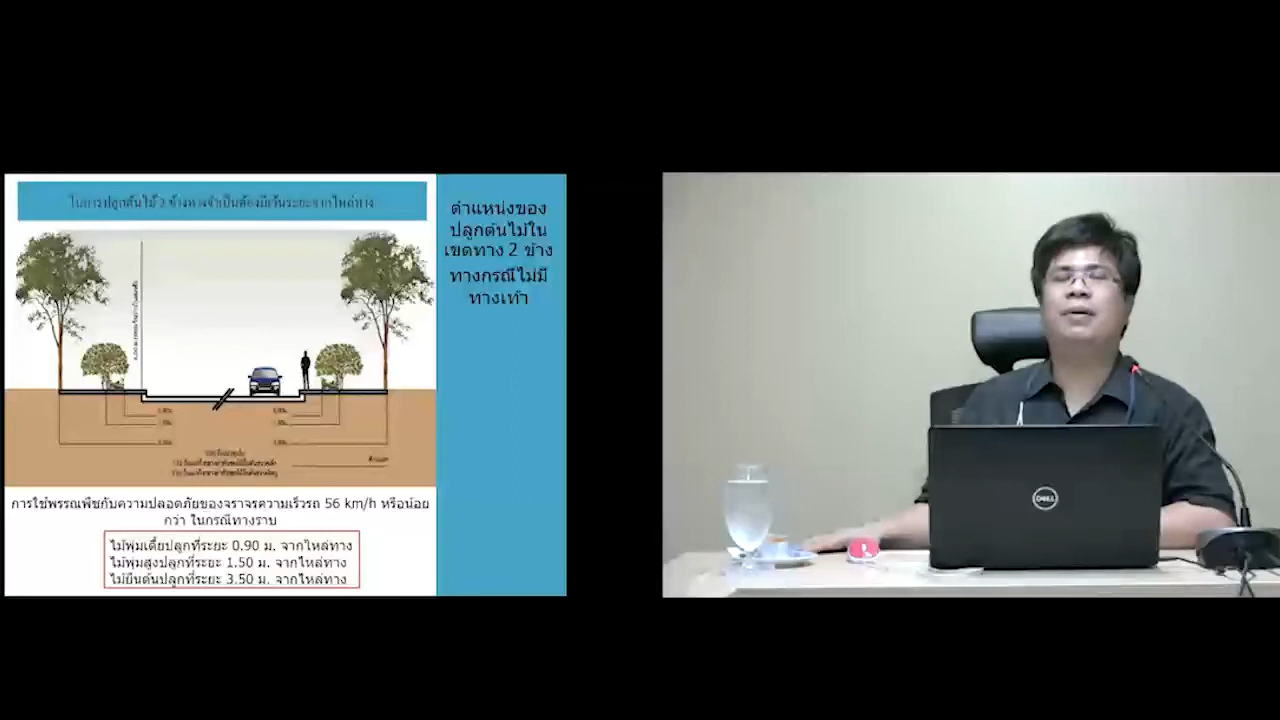 ในการปลูกต้นไม้ 2 ข้างทางจำเป็นต้องมีเว้นระยะจากไหล่ทาง
ตำแหน่งของ
ปลูกต้นไม้ใน
เขตทาง 2 ข้าง
ทางกรณีไม่มี
ทางเท้า
การใช้พรรณพืชกับความปลอดภัยของจราจรความเร็วรถ 56 km/h หรือน้อย
กว่า ในกรณีทางราบ
ไม้พุ่มเตี้ยปลูกที่ระยะ 0.90 ม. จากไหล่ทาง
ไม้พุ่มสูงปลูกที่ระยะ 1.50 ม. จากไหล่ทาง
ไม้ยืนต้นปลูกที่ระยะ 3.50 ม. จากไหล่ทาง
DELL